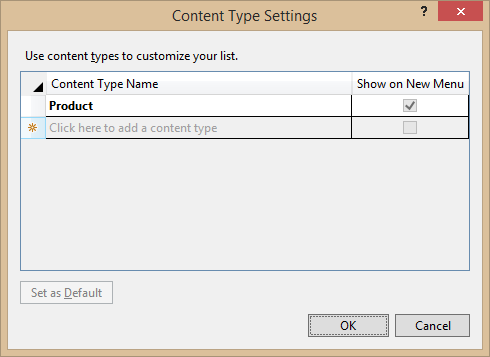 Content Type Settings
?
Use content types to customize your list.
Content Type Name Show on New Menu
Product
Click here to add a content type
Set as Default
OK Cancel